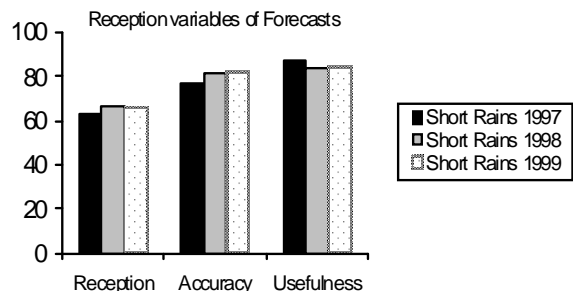 Reception variables of Forecasts
100
80
60
40
20
0
Reception Accuracy Usefulness
Short Rains 1997
Short Rains 1998
Short Rains 1999